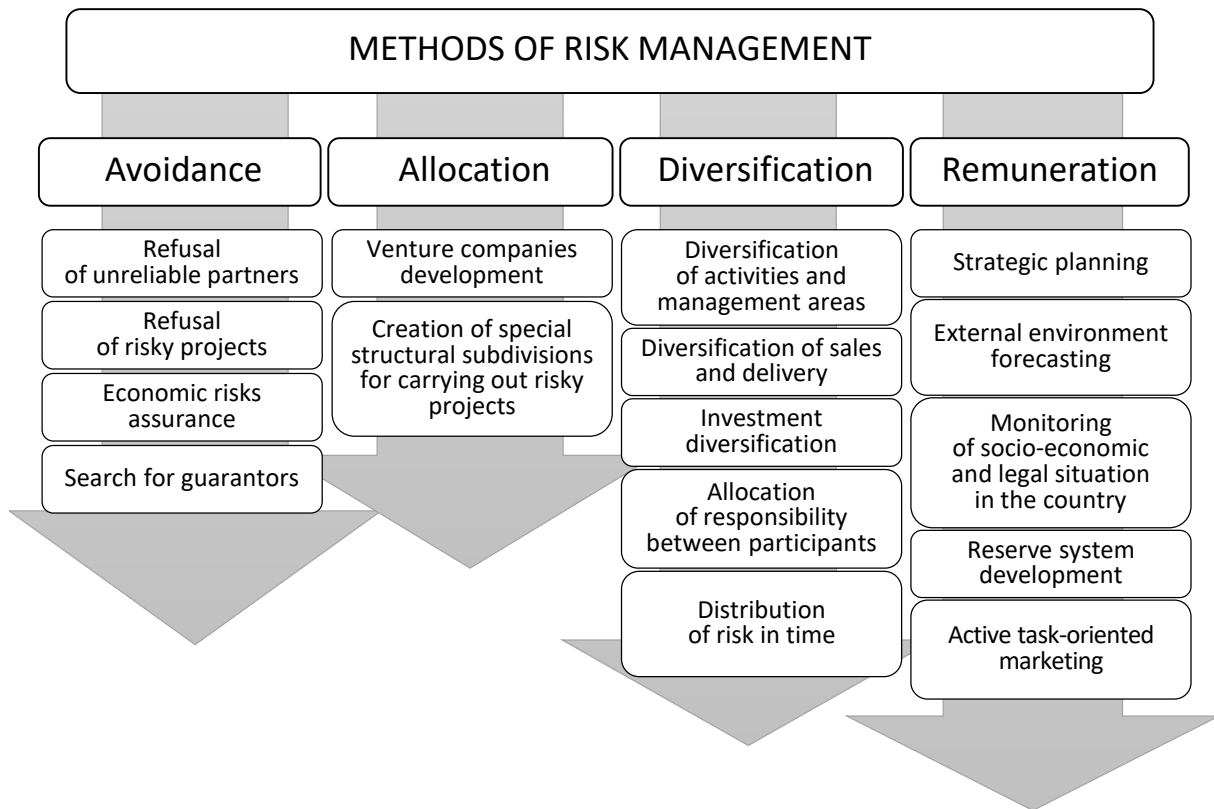 METHODS OF RISK MANAGEMENT
Avoidance
Refusal
of unreliable partners
Refusal
of risky projects
Economic risks
assurance
Search for guarantors
Allocation
Venture companies
development
Creation of special
structural subdivisions
for carrying out risky
projects
Diversification
Diversification
of activities and
management areas
Diversification of sales
and delivery
Investment
diversification
Allocation
of responsibility
between participants
Distribution
of risk in time
Remuneration
Strategic planning
External environment
forecasting
Monitoring
of socio-economic
and legal situation
in the country
Reserve system
development
Active task-oriented
marketing